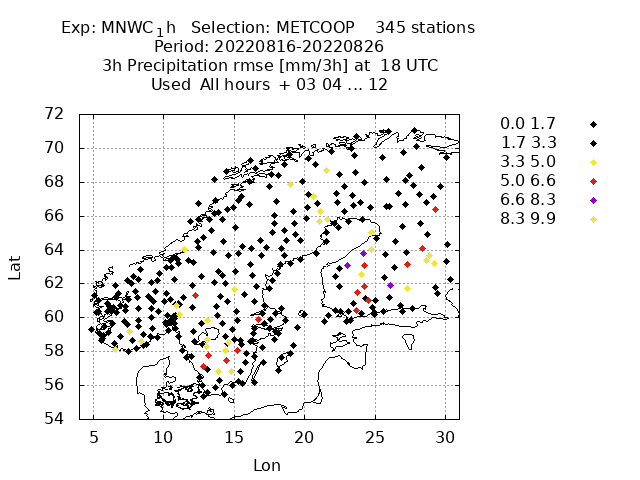 Exp: MNWC1h   Selection: METCOOP    345 stations
Period: 20220816-20220826
3h Precipitation rmse [mm/3h] at  18 UTC
Used  All hours  + 03 04 ... 12
72
70
68
66
64
62
60
58
56
54
5 10 15 20 25 30
Lat
Lon
0.0 1.7
1.7 3.3
3.3 5.0
5.0 6.6
6.6 8.3
8.3 9.9